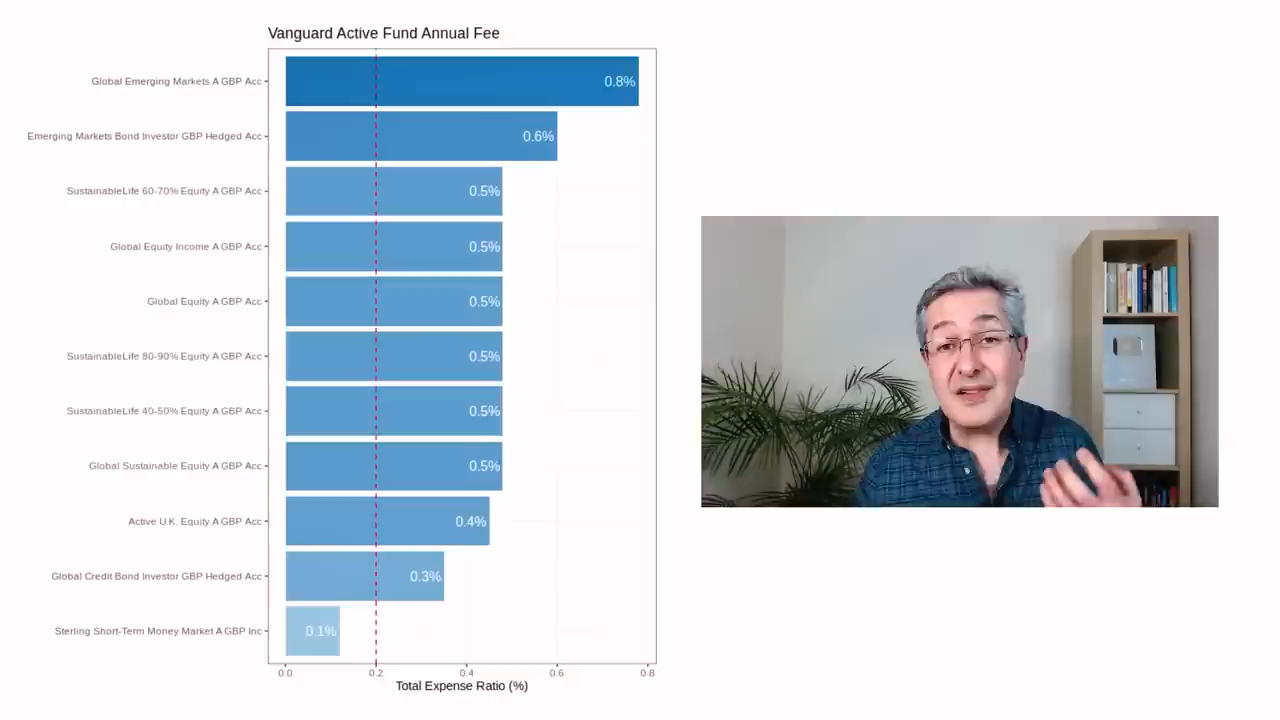 Vanguard Active Fund Annual Fee
Global Emerging Markets A GBP Acc
0.8%
Emerging Markets Bond Investor GBP Hedged Acc
0.6%
SustainableLife 60-70% Equity A GBP Acc
0.5%
Global Equity Income A GBP Acc
0.5%
Global Equity A GBP Acc
0.5%
SustainableLife 80-90% Equity A GBP Acc
0.5%
SustainableLife 40-50% Equity A GBP Acc
0.5%
Global Sustainable Equity A GBP Acc
0.5%
Active U.K. Equity A GBP Acc
0.4%
Global Credit Bond Investor GBP Hedged Acc
0.3%
Sterling Short-Term Money Market A GBP Inc
0.1%
0.0 0.2 0.4 0.6 0.8
Total Expense Ratio (%)